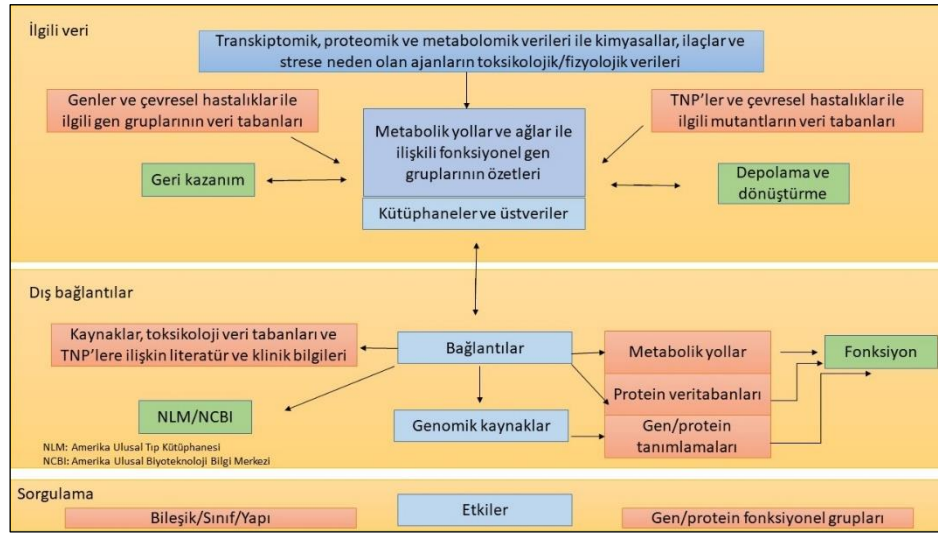 İlgili veri
Transkiptomik, proteomik ve metabolomik verileri ile kimyasallar, ilaçlar ve
strese neden olan ajanların toksikolojik/fizyolojik verileri
Genler ve çevresel hastalıklar ile
ilgili gen gruplarının veri tabanları
TNP'ler ve çevresel hastalıklar ile
ilgili mutantların veri tabanları
Metabolik yollar ve ağlar ile
ilişkili fonksiyonel gen
gruplarının özetleri
Geri kazanım
Depolama ve
dönüştürme
Kütüphaneler ve üstveriler
Dış bağlantılar
Kaynaklar, toksikoloji veri tabanları ve
TNP'lere ilişkin literatür ve klinik bilgileri
Bağlantılar
Metabolik yollar
Fonksiyon
Protein veritabanları
NLM/NCBI
Genomik kaynaklar
Gen/protein
tanımlamaları
NLM: Amerika Ulusal Tıp Kütüphanesi
NCBI: Amerika Ulusal Biyoteknoloji Bilgi Merkezi
Sorgulama
Bileşik/Sınıf/Yapı
Etkiler
Gen/protein fonksiyonel grupları